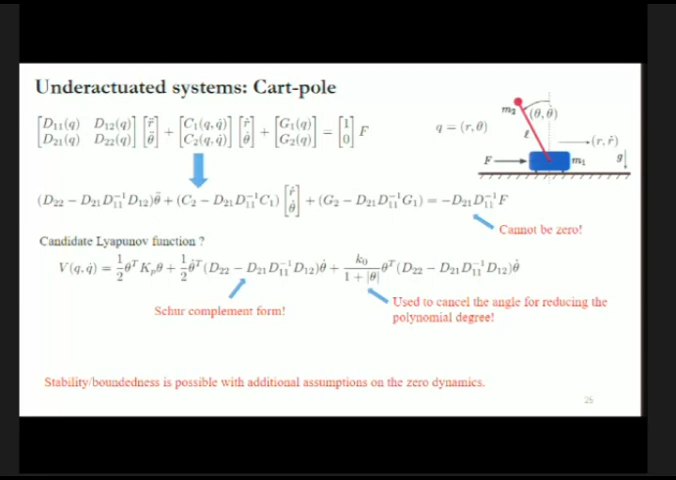 Underactuated systems: Cart-pole
[D₁₁(q) D₁₂(q); D₂₁(q) D₂₂(q)] [r̈; θ̈] + [C₁(q, q̇); C₂(q, q̇)] [ṙ; θ̇] + [G₁(q); G₂(q)] = [1; 0] F
q = (r, θ)
m₂ (θ, θ̇)
ℓ
(r, ṙ)
F m₁ g
(D₂₂ − D₂₁D₁₁⁻¹D₁₂)θ̈ + (C₂ − D₂₁D₁₁⁻¹C₁) [ṙ; θ̇] + (G₂ − D₂₁D₁₁⁻¹G₁) = −D₂₁D₁₁⁻¹F
Cannot be zero!
Candidate Lyapunov function ?
V(q, q̇) = ½θᵀKₚθ + ½θ̇ᵀ(D₂₂ − D₂₁D₁₁⁻¹D₁₂)θ̇ + k₀/(1 + |θ|) θᵀ(D₂₂ − D₂₁D₁₁⁻¹D₁₂)θ̇
Schur complement form!
Used to cancel the angle for reducing the
polynomial degree!
Stability/boundedness is possible with additional assumptions on the zero dynamics.
25